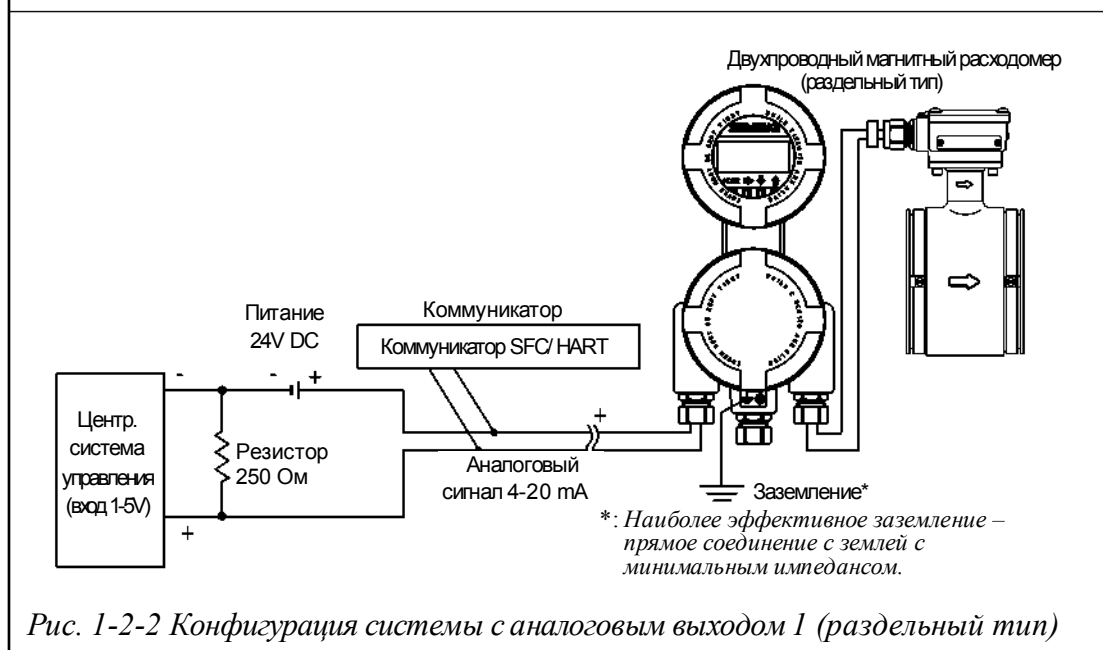 Двухпроводный магнитный расходомер
(раздельный тип)
Питание
24V DC
Коммуникатор
Коммуникатор SFC/ HART
-
-
+
Центр.
система
управления
(вход 1-5V)
Резистор
250 Ом
+
Аналоговый
сигнал 4-20 mA
+
Заземление*
*: Наиболее эффективное заземление –
прямое соединение с землей с
минимальным импедансом.
Рис. 1-2-2 Конфигурация системы с аналоговым выходом 1 (раздельный тип)